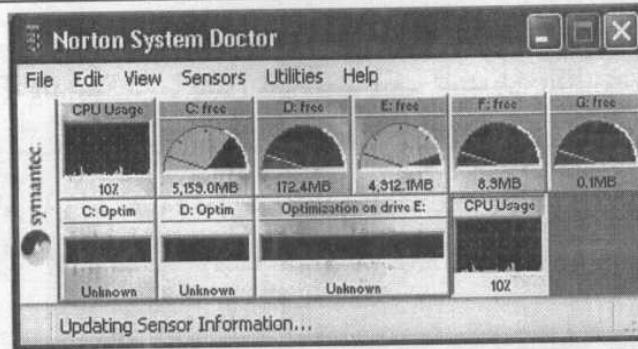 Norton System Doctor
File Edit View Sensors Utilities Help
symantec.
CPU Usage C: free D: free E: free F: free G: free
10% 5,159.0MB 172.4MB 4,912.1MB 8.9MB 0.1MB
C: Optim D: Optim Optimization on drive E: CPU Usage
Unknown Unknown Unknown 10%
Updating Sensor Information...